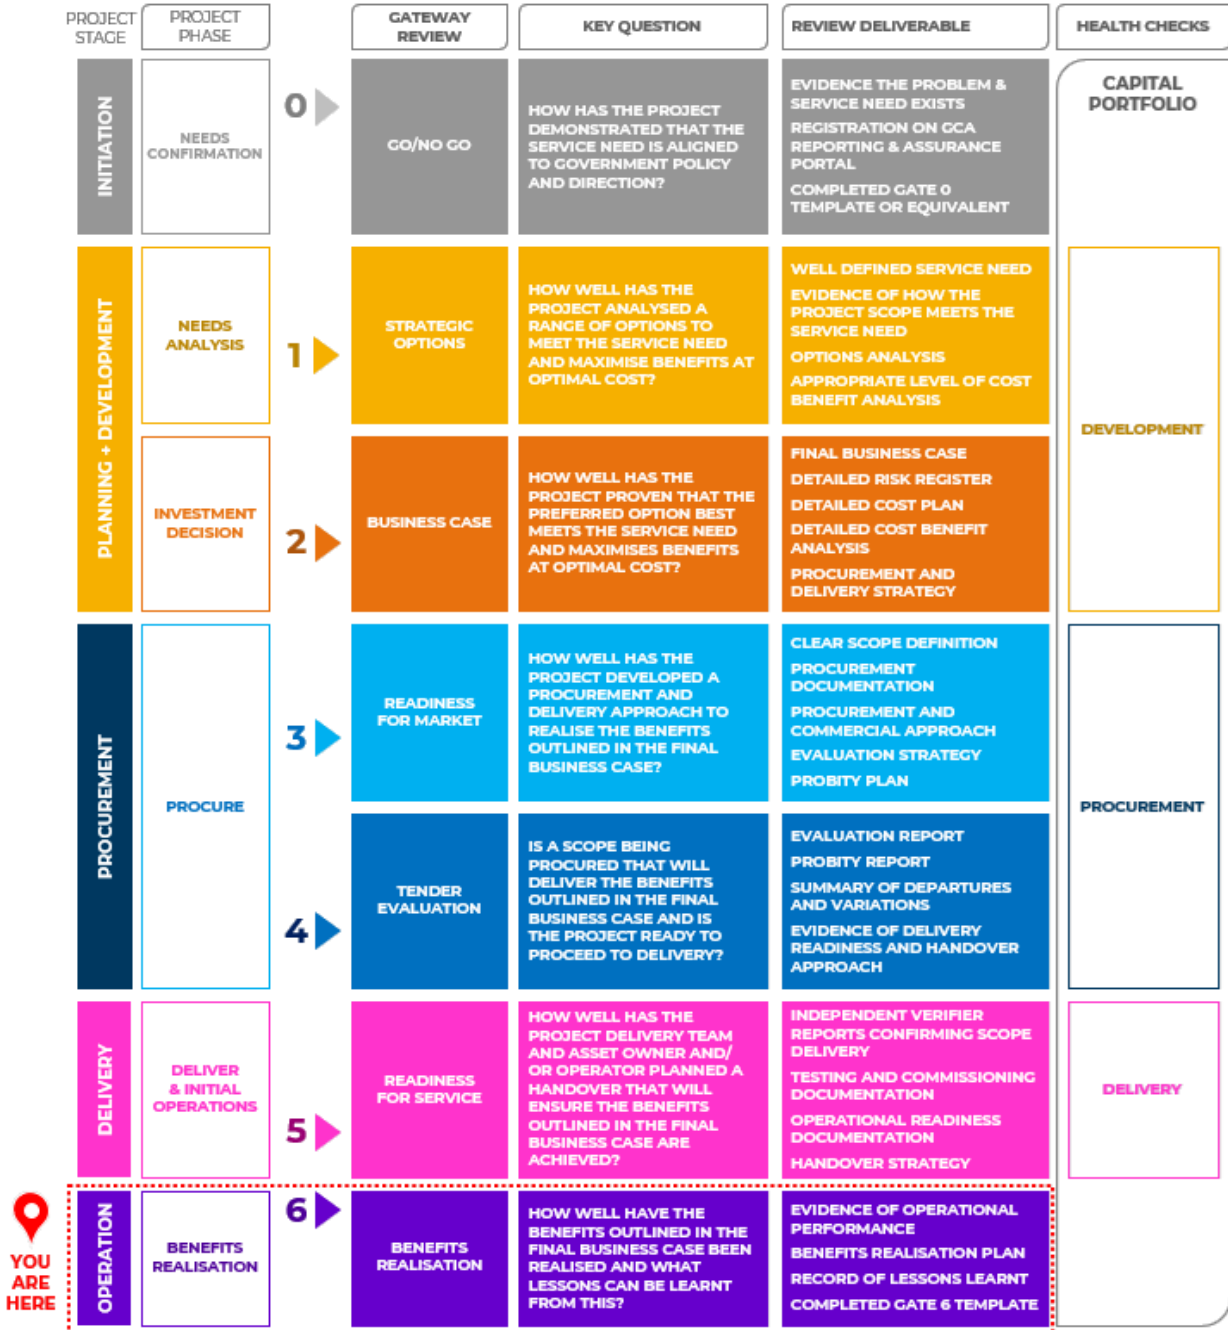 PROJECT
STAGE
PROJECT
PHASE
GATEWAY
REVIEW
KEY QUESTION
REVIEW DELIVERABLE
HEALTH CHECKS
CAPITAL
PORTFOLIO
INITIATION
NEEDS
CONFIRMATION
0
GO/NO GO
HOW HAS THE PROJECT
DEMONSTRATED THAT THE
SERVICE NEED IS ALIGNED
TO GOVERNMENT POLICY
AND DIRECTION?
EVIDENCE THE PROBLEM &
SERVICE NEED EXISTS
REGISTRATION ON GCA
REPORTING & ASSURANCE
PORTAL
COMPLETED GATE 0
TEMPLATE OR EQUIVALENT
PLANNING + DEVELOPMENT
NEEDS
ANALYSIS
1
STRATEGIC
OPTIONS
HOW WELL HAS THE
PROJECT ANALYSED A
RANGE OF OPTIONS TO
MEET THE SERVICE NEED
AND MAXIMISE BENEFITS AT
OPTIMAL COST?
WELL DEFINED SERVICE NEED
EVIDENCE OF HOW THE
PROJECT SCOPE MEETS THE
SERVICE NEED
OPTIONS ANALYSIS
APPROPRIATE LEVEL OF COST
BENEFIT ANALYSIS
DEVELOPMENT
INVESTMENT
DECISION
2
BUSINESS CASE
HOW WELL HAS THE
PROJECT PROVEN THAT THE
PREFERRED OPTION BEST
MEETS THE SERVICE NEED
AND MAXIMISES BENEFITS
AT OPTIMAL COST?
FINAL BUSINESS CASE
DETAILED RISK REGISTER
DETAILED COST PLAN
DETAILED COST BENEFIT
ANALYSIS
PROCUREMENT AND
DELIVERY STRATEGY
PROCUREMENT
PROCURE
3
READINESS
FOR MARKET
HOW WELL HAS THE
PROJECT DEVELOPED A
PROCUREMENT AND
DELIVERY APPROACH TO
REALISE THE BENEFITS
OUTLINED IN THE FINAL
BUSINESS CASE?
CLEAR SCOPE DEFINITION
PROCUREMENT
DOCUMENTATION
PROCUREMENT AND
COMMERCIAL APPROACH
EVALUATION STRATEGY
PROBITY PLAN
PROCUREMENT
4
TENDER
EVALUATION
IS A SCOPE BEING
PROCURED THAT WILL
DELIVER THE BENEFITS
OUTLINED IN THE FINAL
BUSINESS CASE AND IS
THE PROJECT READY TO
PROCEED TO DELIVERY?
EVALUATION REPORT
PROBITY REPORT
SUMMARY OF DEPARTURES
AND VARIATIONS
EVIDENCE OF DELIVERY
READINESS AND HANDOVER
APPROACH
DELIVERY
DELIVER
& INITIAL
OPERATIONS
5
READINESS
FOR SERVICE
HOW WELL HAS THE
PROJECT DELIVERY TEAM
AND ASSET OWNER AND/
OR OPERATOR PLANNED A
HANDOVER THAT WILL
ENSURE THE BENEFITS
OUTLINED IN THE FINAL
BUSINESS CASE ARE
ACHIEVED?
INDEPENDENT VERIFIER
REPORTS CONFIRMING SCOPE
DELIVERY
TESTING AND COMMISSIONING
DOCUMENTATION
OPERATIONAL READINESS
DOCUMENTATION
HANDOVER STRATEGY
DELIVERY
YOU
ARE
HERE
OPERATION
BENEFITS
REALISATION
6
BENEFITS
REALISATION
HOW WELL HAVE THE
BENEFITS OUTLINED IN THE
FINAL BUSINESS CASE BEEN
REALISED AND WHAT
LESSONS CAN BE LEARNT
FROM THIS?
EVIDENCE OF OPERATIONAL
PERFORMANCE
BENEFITS REALISATION PLAN
RECORD OF LESSONS LEARNT
COMPLETED GATE 6 TEMPLATE